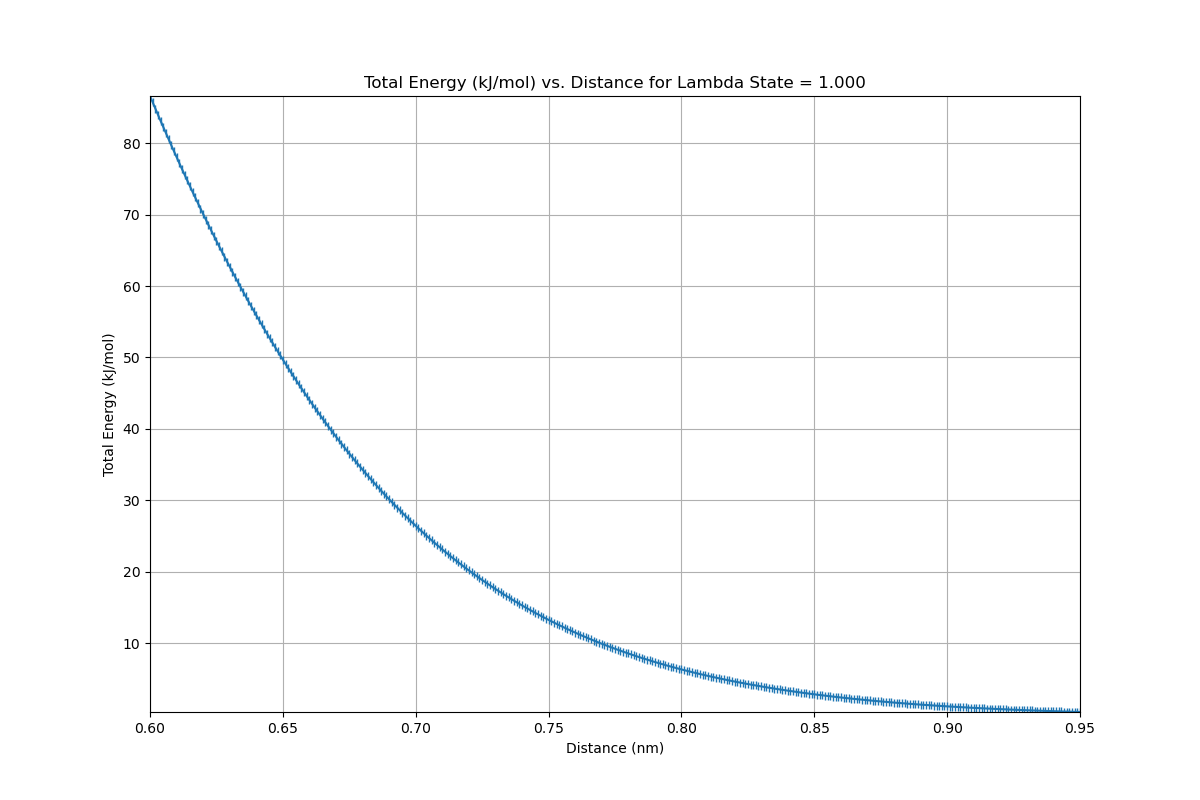 Total Energy (kJ/mol) vs. Distance for Lambda State = 1.000
Total Energy (kJ/mol)
80
70
60
50
40
30
20
10
0.60 0.65 0.70 0.75 0.80 0.85 0.90 0.95
Distance (nm)